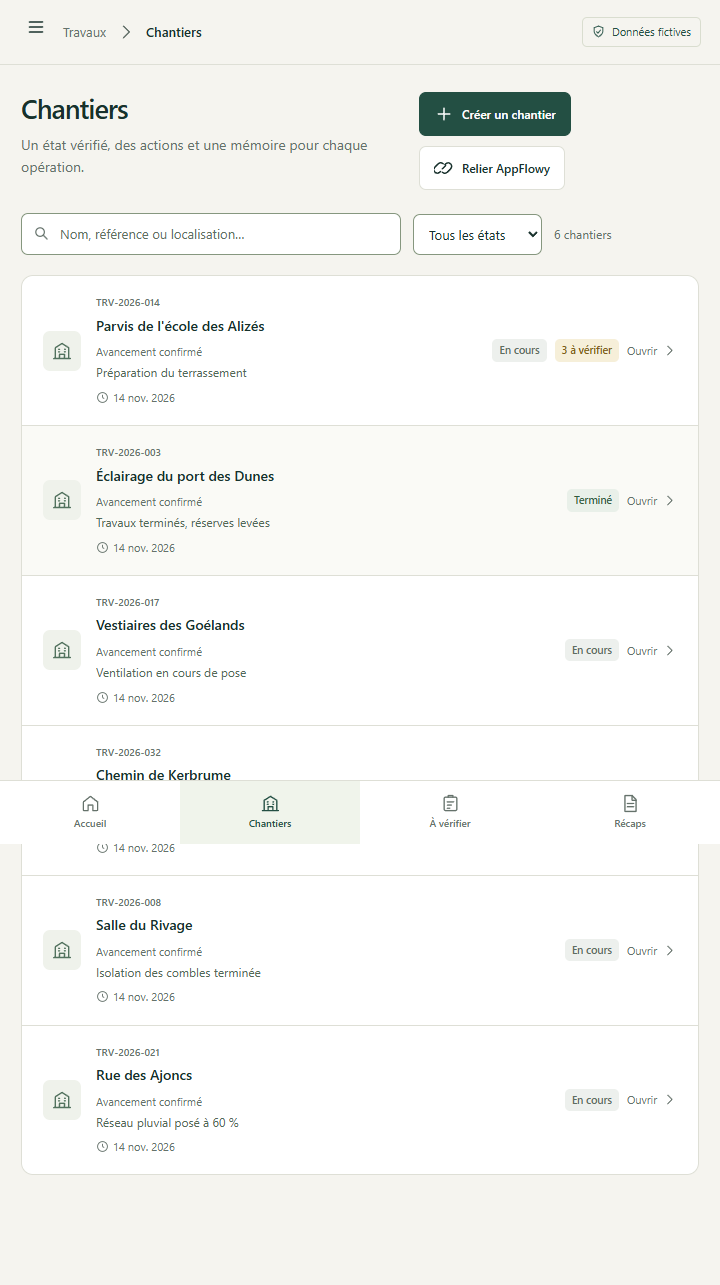 Travaux
Chantiers
Données fictives
Chantiers
Créer un chantier
Un état vérifié, des actions et une mémoire pour chaque
opération.
Relier AppFlowy
Nom, référence ou localisation...
Tous les états
6 chantiers
TRV-2026-014
Parvis de l'école des Alizés
Avancement confirmé
Préparation du terrassement
14 nov. 2026
En cours
3 à vérifier
Ouvrir
TRV-2026-003
Éclairage du port des Dunes
Avancement confirmé
Travaux terminés, réserves levées
14 nov. 2026
Terminé
Ouvrir
TRV-2026-017
Vestiaires des Goélands
Avancement confirmé
Ventilation en cours de pose
14 nov. 2026
En cours
Ouvrir
TRV-2026-032
Chemin de Kerbrume
Accueil
Chantiers
À vérifier
Récaps
14 nov. 2026
TRV-2026-008
Salle du Rivage
Avancement confirmé
Isolation des combles terminée
14 nov. 2026
En cours
Ouvrir
TRV-2026-021
Rue des Ajoncs
Avancement confirmé
Réseau pluvial posé à 60 %
14 nov. 2026
En cours
Ouvrir